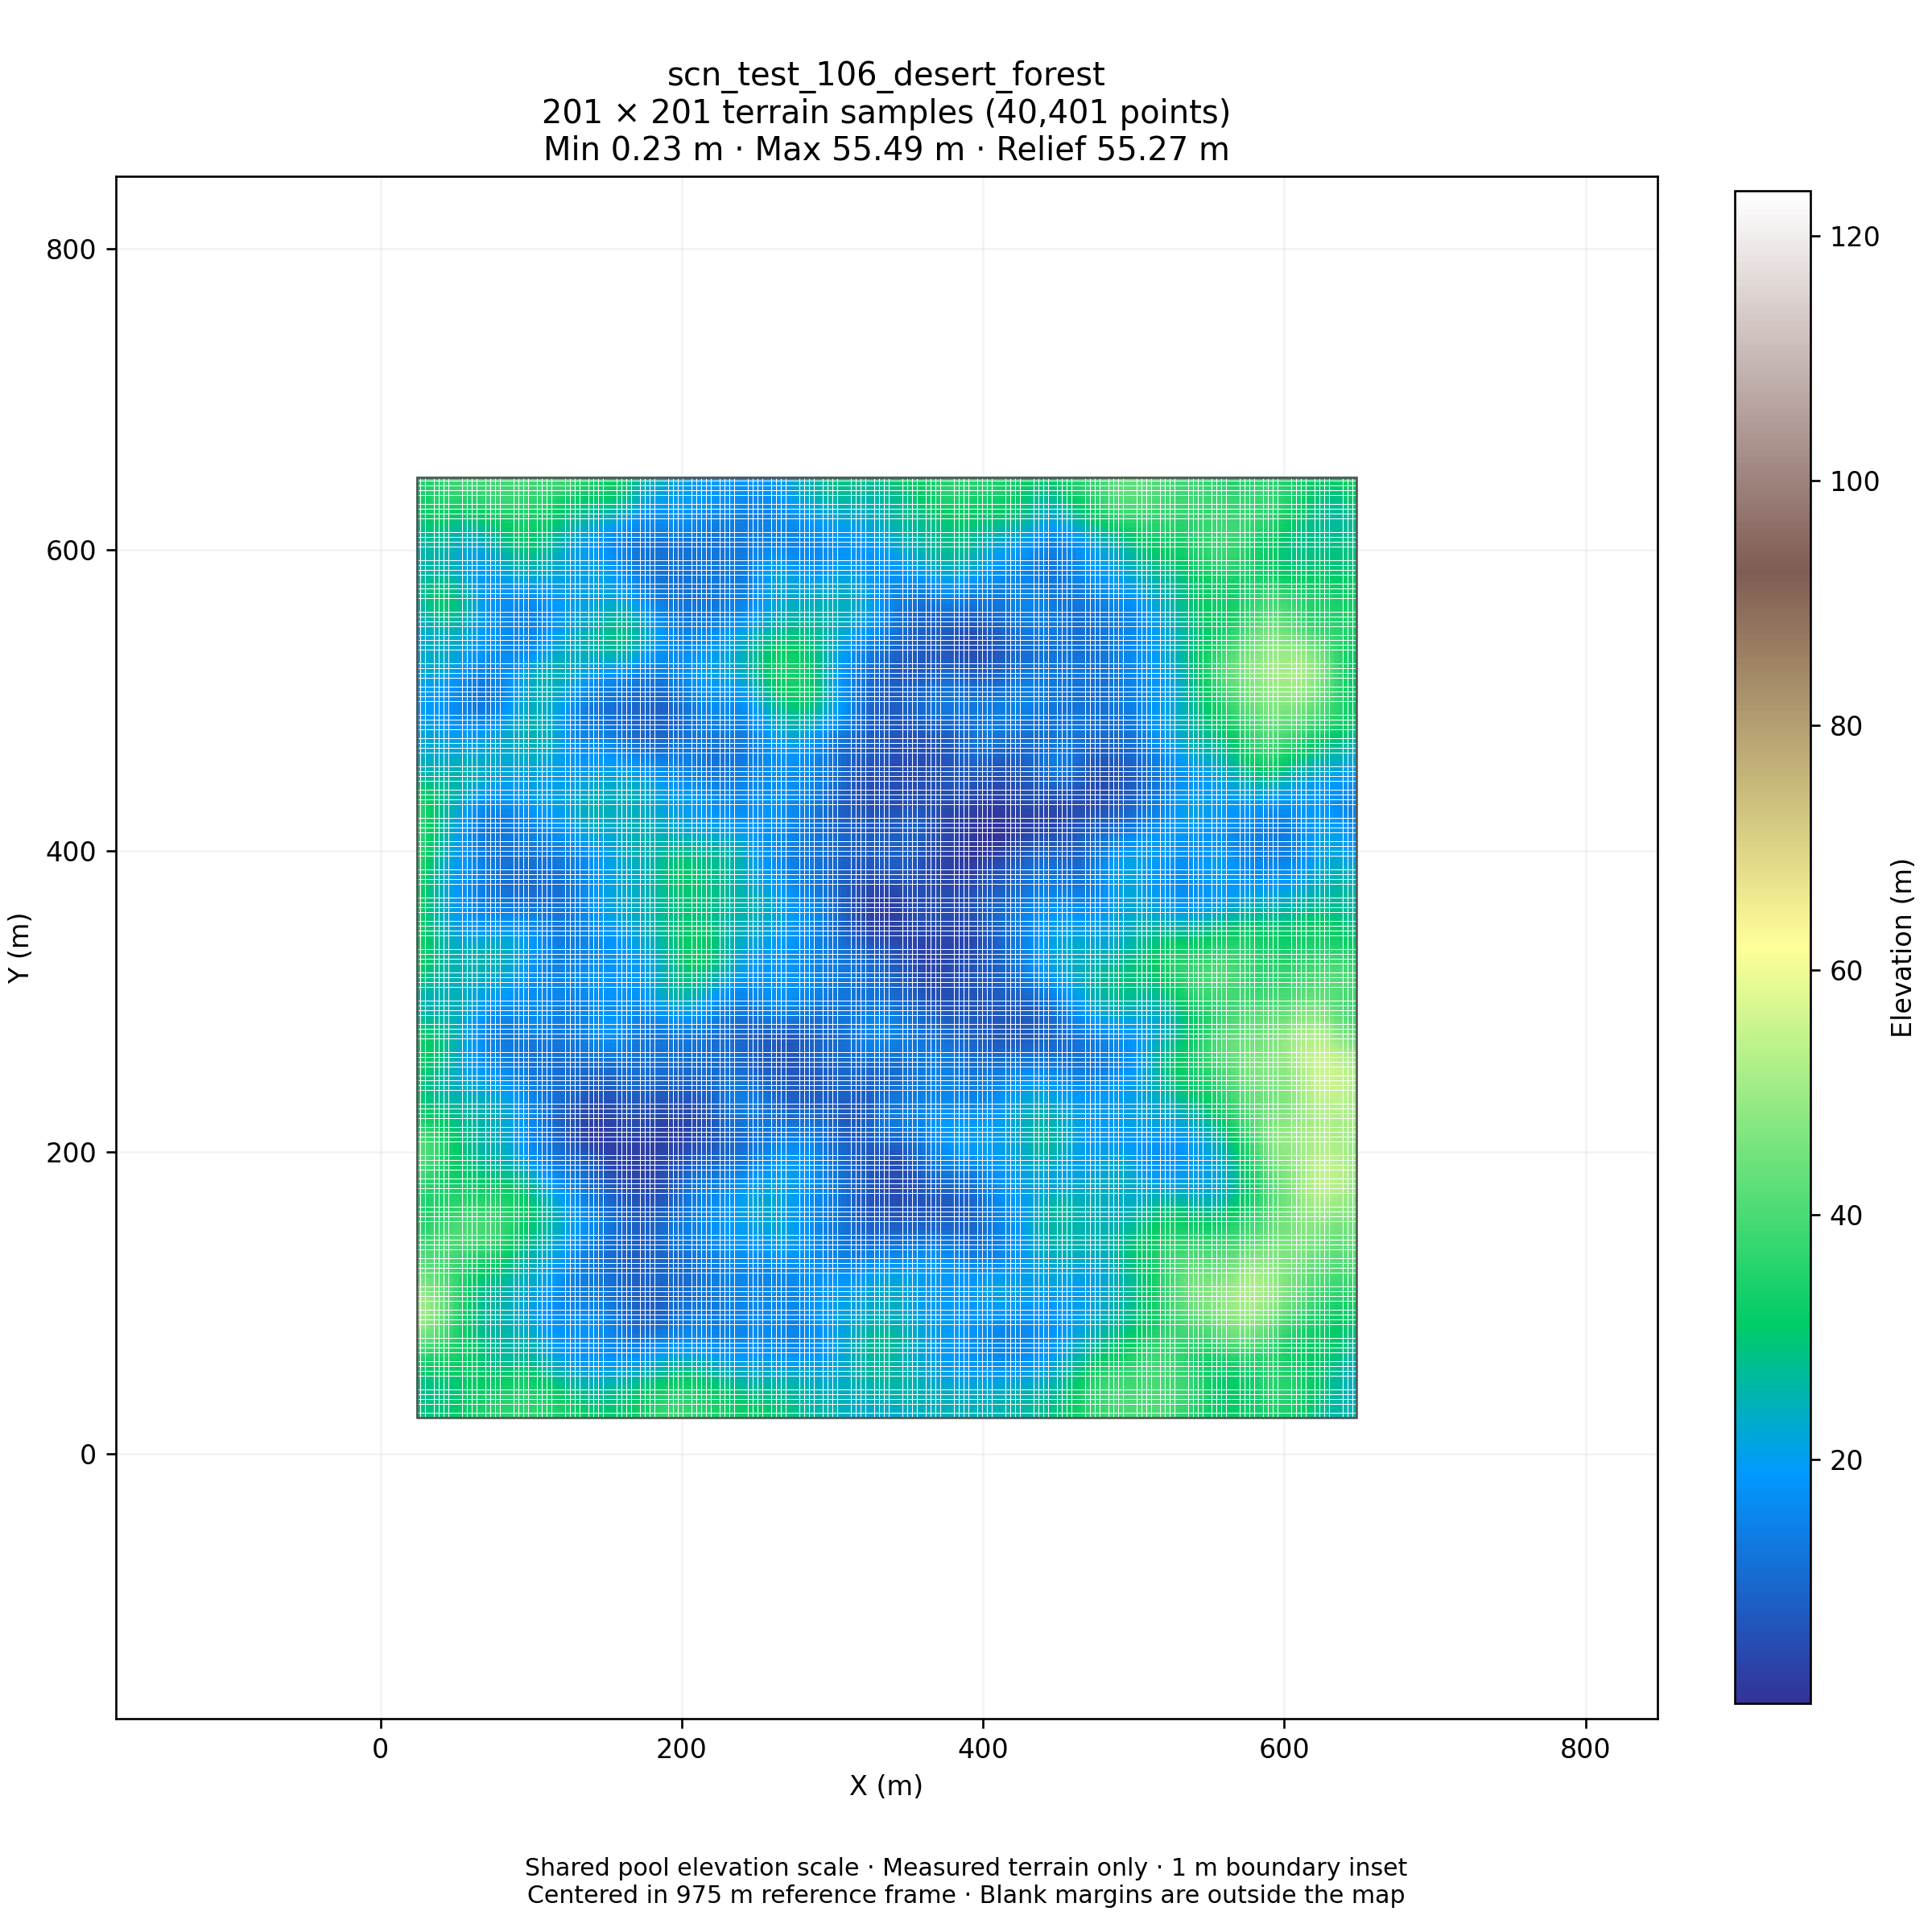 scn_test_106_desert_forest
201 × 201 terrain samples (40,401 points)
Min 0.23 m · Max 55.49 m · Relief 55.27 m
800
600
400
200
0
Y (m)
0
200
400
600
800
X (m)
120
100
80
60
40
20
Elevation (m)
Shared pool elevation scale · Measured terrain only · 1 m boundary inset
Centered in 975 m reference frame · Blank margins are outside the map